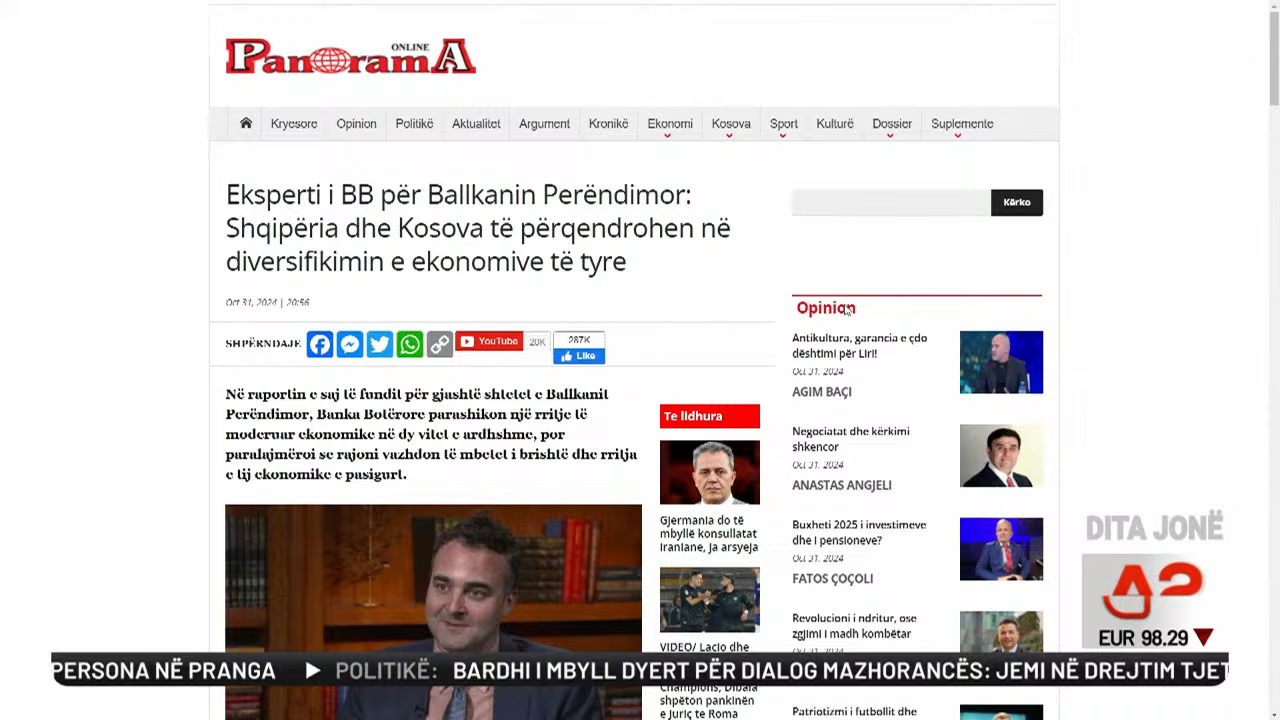 PanoramA
ONLINE
Kryesore Opinion Politikë Aktualitet Argument Kronikë Ekonomi Kosova Sport Kulturë Dossier Suplemente
Eksperti i BB për Ballkanin Perëndimor:
Shqipëria dhe Kosova të përqendrohen në
diversifikimin e ekonomive të tyre
Oct 31, 2024 | 20:56
SHPËRNDAJE
YouTube 20K
287K
Like
Në raportin e saj të fundit për gjashtë shtetet e Ballkanit
Perëndimor, Banka Botërore parashikon një rritje të
moderuar ekonomike në dy vitet e ardhshme, por
paralajmëroi se rajoni vazhdon të mbetet i brishtë dhe rritja
e tij ekonomike e pasigurt.
Te lidhura
Gjermania do të
mbyllë konsullatat
iraniane, ja arsyeja
VIDEO/ Lacio dhe
Champions, Dibala
shpëton pankinën
e Juriç te Roma
Kërko
Opinion
Antikultura, garancia e çdo
dështimi për Liri!
Oct 31, 2024
AGIM BAÇI
Negociatat dhe kërkimi
shkencor
Oct 31, 2024
ANASTAS ANGJELI
Buxheti 2025 i investimeve
dhe i pensioneve?
Oct 31, 2024
FATOS ÇOÇOLI
Revolucioni i ndritur, ose
zgjimi i madh kombëtar
Oct 31, 2024
Patriotizmi i futbollit dhe
DITA JONË
A2
EUR 98.29
PERSONA NË PRANGA POLITIKË: BARDHI I MBYLL DYERT PËR DIALOG MAZHORANCËS: JEMI NË DREJTIM TJET